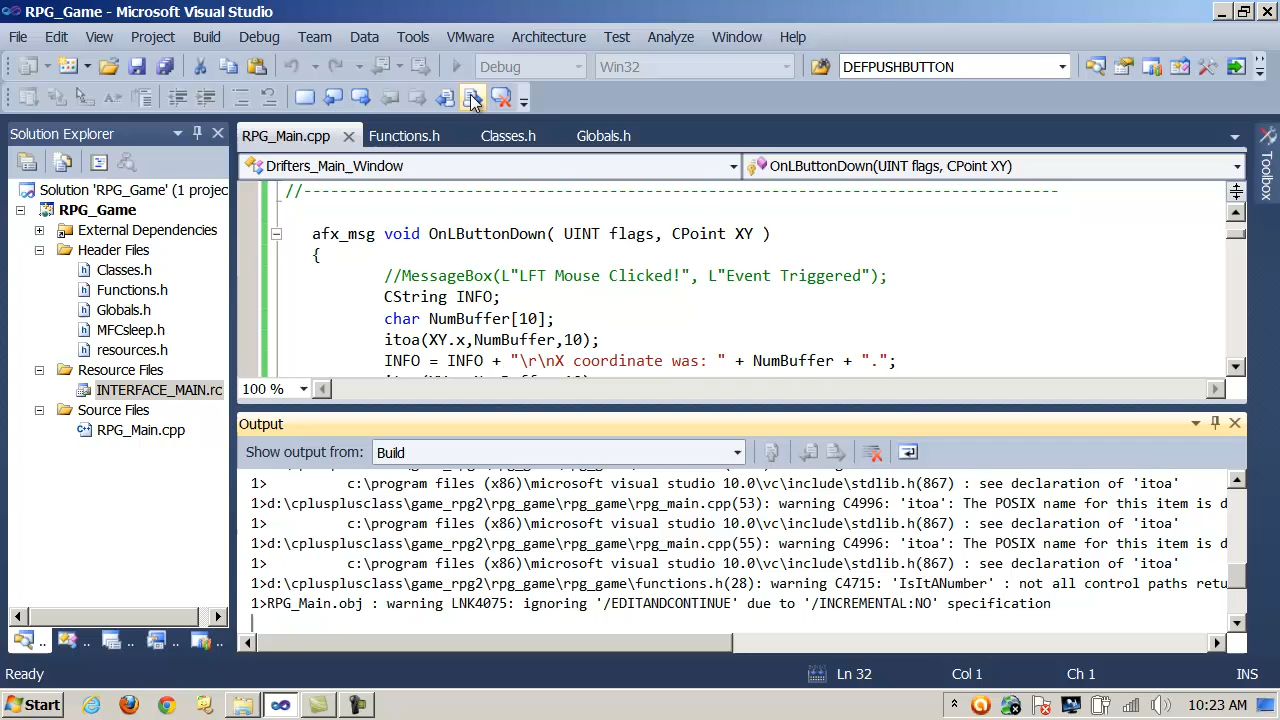 RPG_Game - Microsoft Visual Studio
File Edit View Project Build Debug Team Data Tools VMware Architecture Test Analyze Window Help
Debug Win32 DEFPUSHBUTTON
Solution Explorer
RPG_Main.cpp Functions.h Classes.h Globals.h
Drifters_Main_Window OnLButtonDown(UINT flags, CPoint XY)
Solution 'RPG_Game' (1 projec
RPG_Game
External Dependencies
Header Files
Classes.h
Functions.h
Globals.h
MFCsleep.h
resources.h
Resource Files
INTERFACE_MAIN.rc
Source Files
RPG_Main.cpp
//------------------------------------------------------------------------------------
afx_msg void OnLButtonDown( UINT flags, CPoint XY )
{
//MessageBox(L"LFT Mouse Clicked!", L"Event Triggered");
CString INFO;
char NumBuffer[10];
itoa(XY.x,NumBuffer,10);
INFO = INFO + "\r\nX coordinate was: " + NumBuffer + ".";
100 %
Toolbox
Output
Show output from: Build
1> c:\program files (x86)\microsoft visual studio 10.0\vc\include\stdlib.h(867) : see declaration of 'itoa'
1>d:\cplusplusclass\game_rpg2\rpg_game\rpg_game\rpg_main.cpp(53): warning C4996: 'itoa': The POSIX name for this item is d
1> c:\program files (x86)\microsoft visual studio 10.0\vc\include\stdlib.h(867) : see declaration of 'itoa'
1>d:\cplusplusclass\game_rpg2\rpg_game\rpg_game\rpg_main.cpp(55): warning C4996: 'itoa': The POSIX name for this item is d
1> c:\program files (x86)\microsoft visual studio 10.0\vc\include\stdlib.h(867) : see declaration of 'itoa'
1>d:\cplusplusclass\game_rpg2\rpg_game\rpg_game\functions.h(28): warning C4715: 'IsItANumber' : not all control paths retu
1>RPG_Main.obj : warning LNK4075: ignoring '/EDITANDCONTINUE' due to '/INCREMENTAL:NO' specification
Ready Ln 32 Col 1 Ch 1 INS
Start 10:23 AM